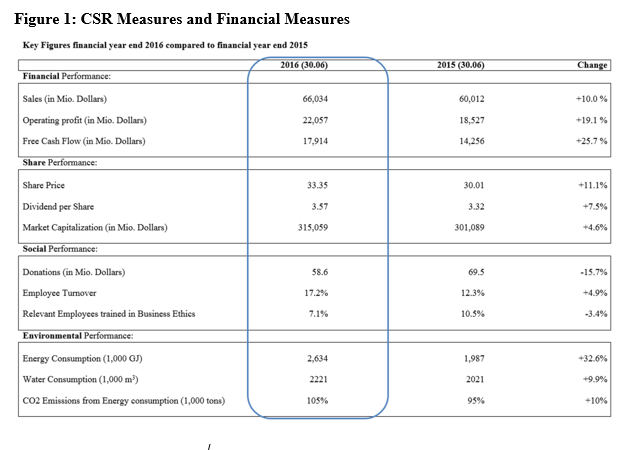 Figure 1: CSR Measures and Financial Measures
Key Figures financial year end 2016 compared to financial year end 2015
2016 (30.06) 2015 (30.06) Change
Financial Performance:
Sales (in Mio. Dollars) 66,034 60,012 +10.0 %
Operating profit (in Mio. Dollars) 22,057 18,527 +19.1 %
Free Cash Flow (in Mio. Dollars) 17,914 14,256 +25.7 %
Share Performance:
Share Price 33.35 30.01 +11.1%
Dividend per Share 3.57 3.32 +7.5%
Market Capitalization (in Mio. Dollars) 315,059 301,089 +4.6%
Social Performance:
Donations (in Mio. Dollars) 58.6 69.5 -15.7%
Employee Turnover 17.2% 12.3% +4.9%
Relevant Employees trained in Business Ethics 7.1% 10.5% -3.4%
Environmental Performance:
Energy Consumption (1,000 GJ) 2,634 1,987 +32.6%
Water Consumption (1,000 m³) 2221 2021 +9.9%
CO2 Emissions from Energy consumption (1,000 tons) 105% 95% +10%